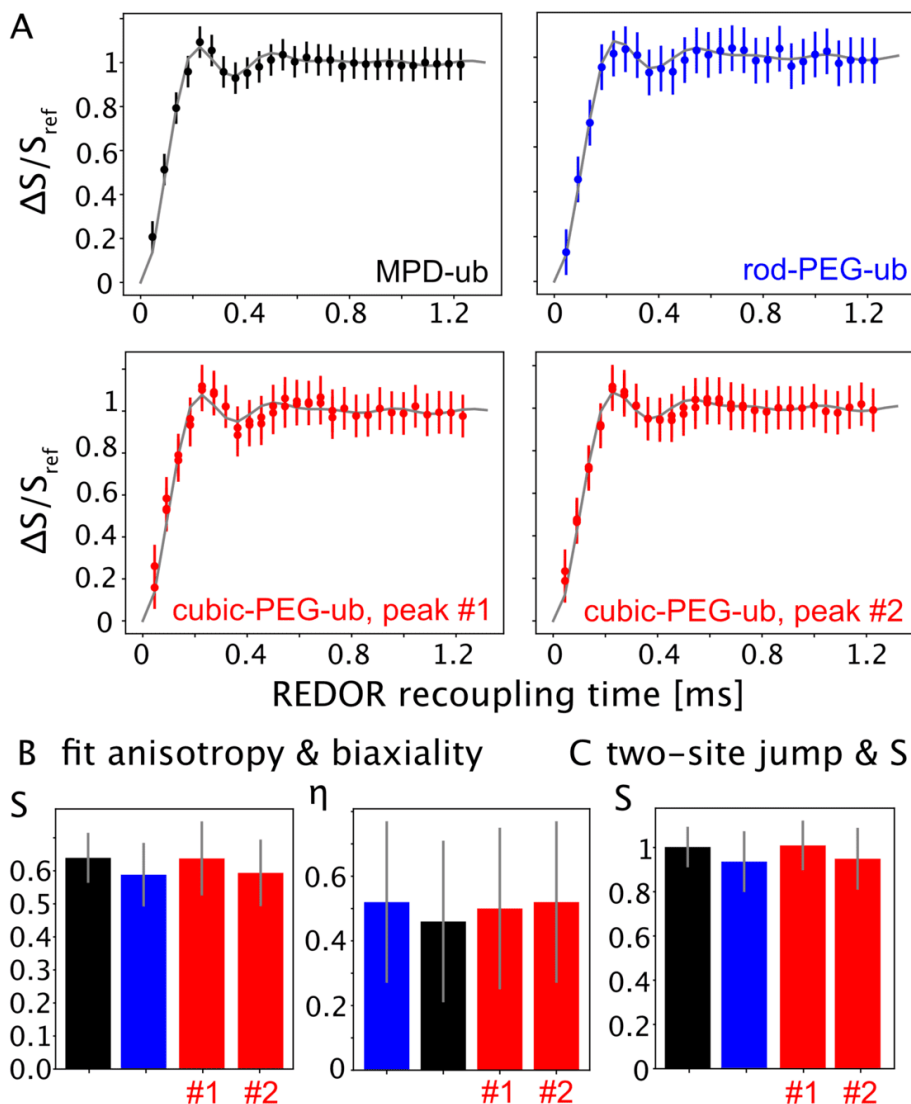 A
ΔS/Sref
1
0.8
0.6
0.4
0.2
0
MPD-ub
0 0.4 0.8 1.2
rod-PEG-ub
0 0.4 0.8 1.2
ΔS/Sref
1
0.8
0.6
0.4
0.2
0
cubic-PEG-ub, peak #1
0 0.4 0.8 1.2
cubic-PEG-ub, peak #2
0 0.4 0.8 1.2
REDOR recoupling time [ms]
B fit anisotropy & biaxiality
S
0.6
0.5
0.4
0.3
0.2
0.1
0.0
#1 #2
η
0.6
0.4
0.2
0
#1 #2
C two-site jump & S
S
1
0.8
0.6
0.4
0.2
0
#1 #2